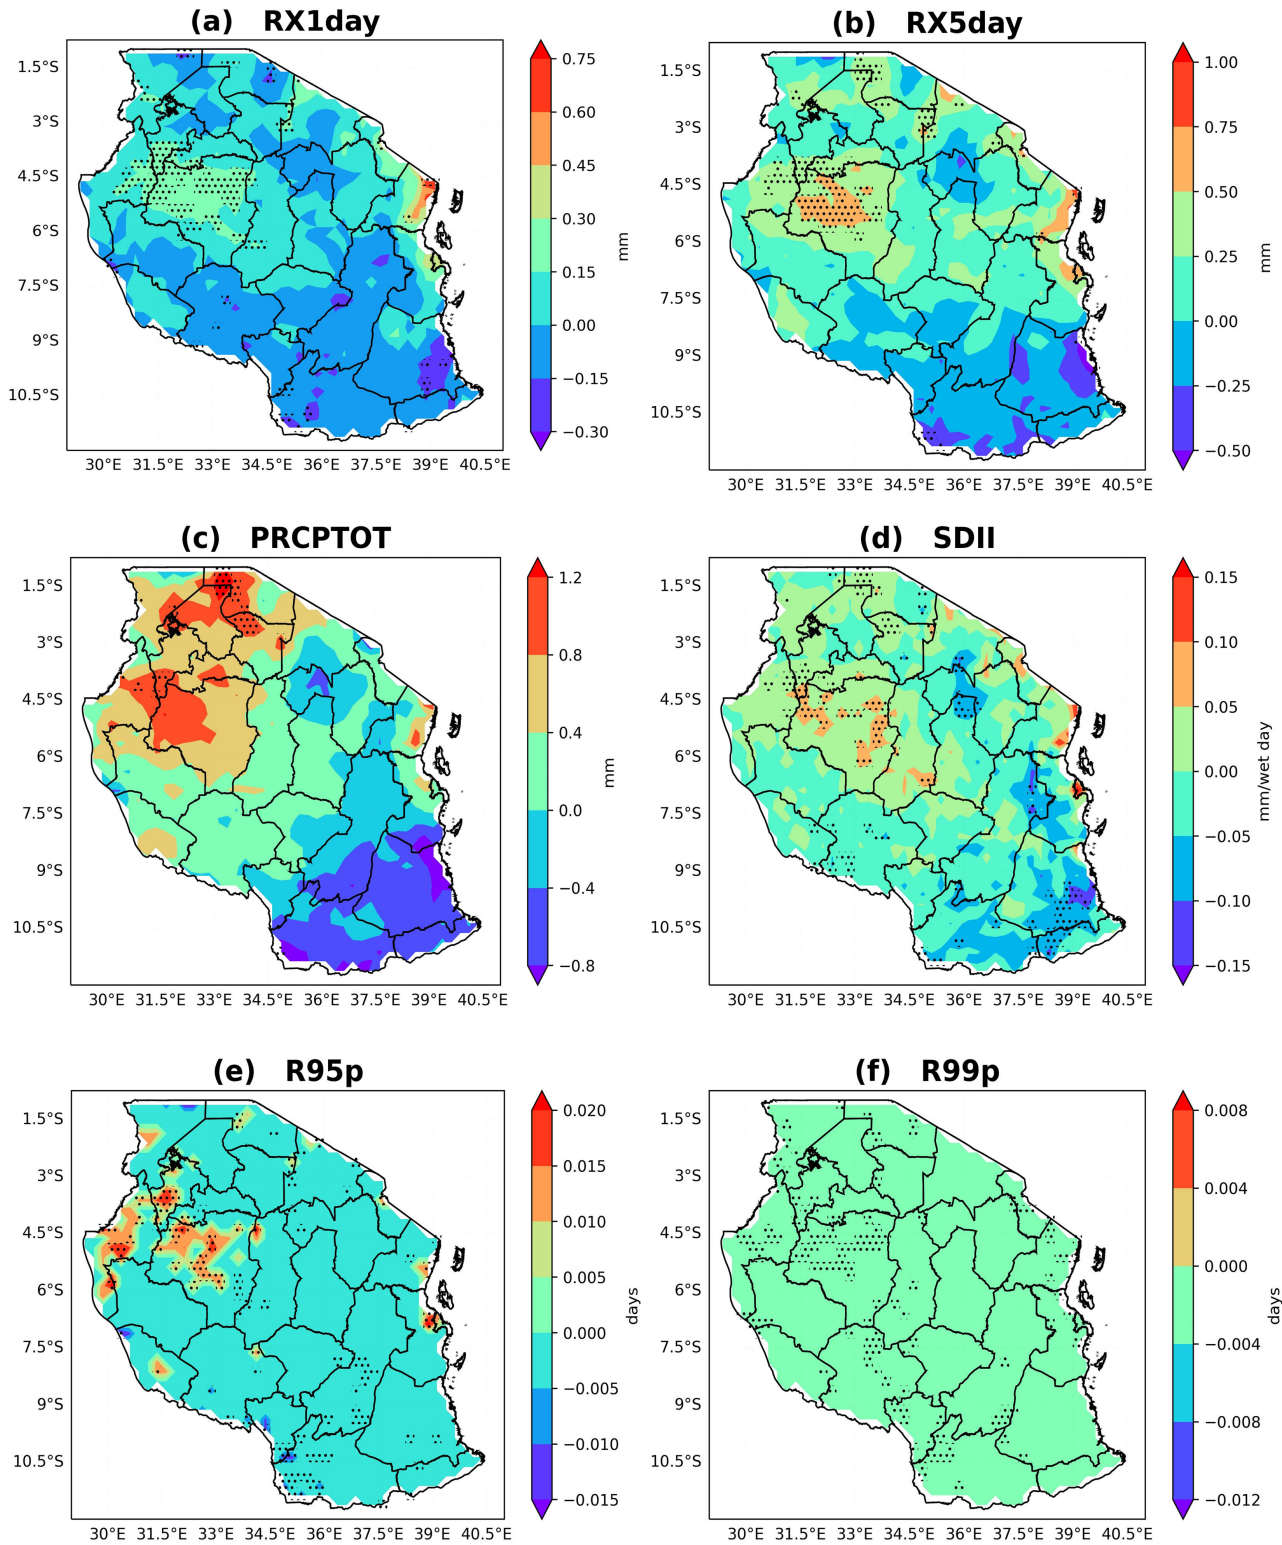 (a) RX1day
(b) RX5day
1.5°S
3°S
4.5°S
6°S
7.5°S
9°S
10.5°S
30°E 31.5°E 33°E 34.5°E 36°E 37.5°E 39°E 40.5°E
0.75
0.60
0.45
0.30
0.15
0.00
−0.15
−0.30
mm
1.5°S
3°S
4.5°S
6°S
7.5°S
9°S
10.5°S
30°E 31.5°E 33°E 34.5°E 36°E 37.5°E 39°E 40.5°E
1.00
0.75
0.50
0.25
0.00
−0.25
−0.50
mm
(c) PRCPTOT
(d) SDII
1.5°S
3°S
4.5°S
6°S
7.5°S
9°S
10.5°S
30°E 31.5°E 33°E 34.5°E 36°E 37.5°E 39°E 40.5°E
1.2
0.8
0.4
0.0
−0.4
−0.8
mm
1.5°S
3°S
4.5°S
6°S
7.5°S
9°S
10.5°S
30°E 31.5°E 33°E 34.5°E 36°E 37.5°E 39°E 40.5°E
0.15
0.10
0.05
0.00
−0.05
−0.10
−0.15
mm/wet day
(e) R95p
(f) R99p
1.5°S
3°S
4.5°S
6°S
7.5°S
9°S
10.5°S
30°E 31.5°E 33°E 34.5°E 36°E 37.5°E 39°E 40.5°E
0.020
0.015
0.010
0.005
0.000
−0.005
−0.010
−0.015
days
1.5°S
3°S
4.5°S
6°S
7.5°S
9°S
10.5°S
30°E 31.5°E 33°E 34.5°E 36°E 37.5°E 39°E 40.5°E
0.008
0.004
0.000
−0.004
−0.008
−0.012
days